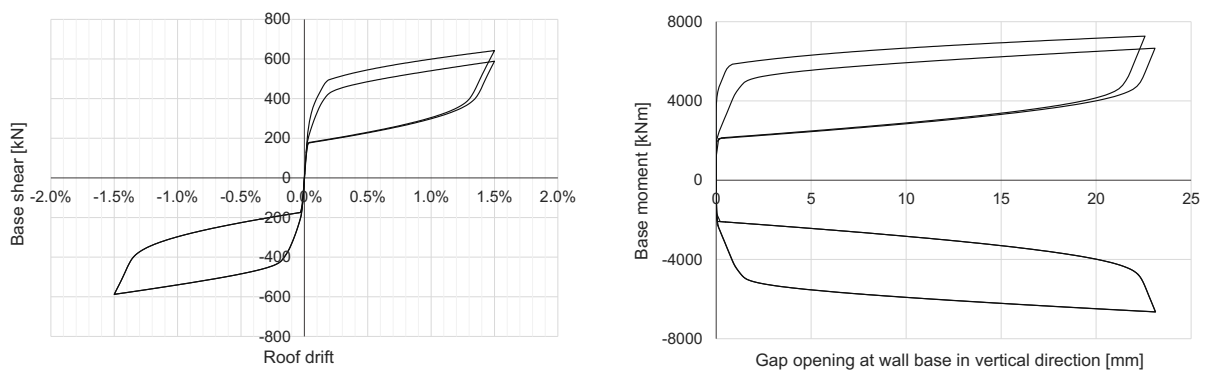 800
600
400
200
0
-2.0% -1.5% -1.0% -0.5% 0.0% 0.5% 1.0% 1.5% 2.0%
-200
-400
-600
-800
Base shear [kN]
Roof drift
8000
4000
0
0 5 10 15 20 25
-4000
-8000
Base moment [kNm]
Gap opening at wall base in vertical direction [mm]